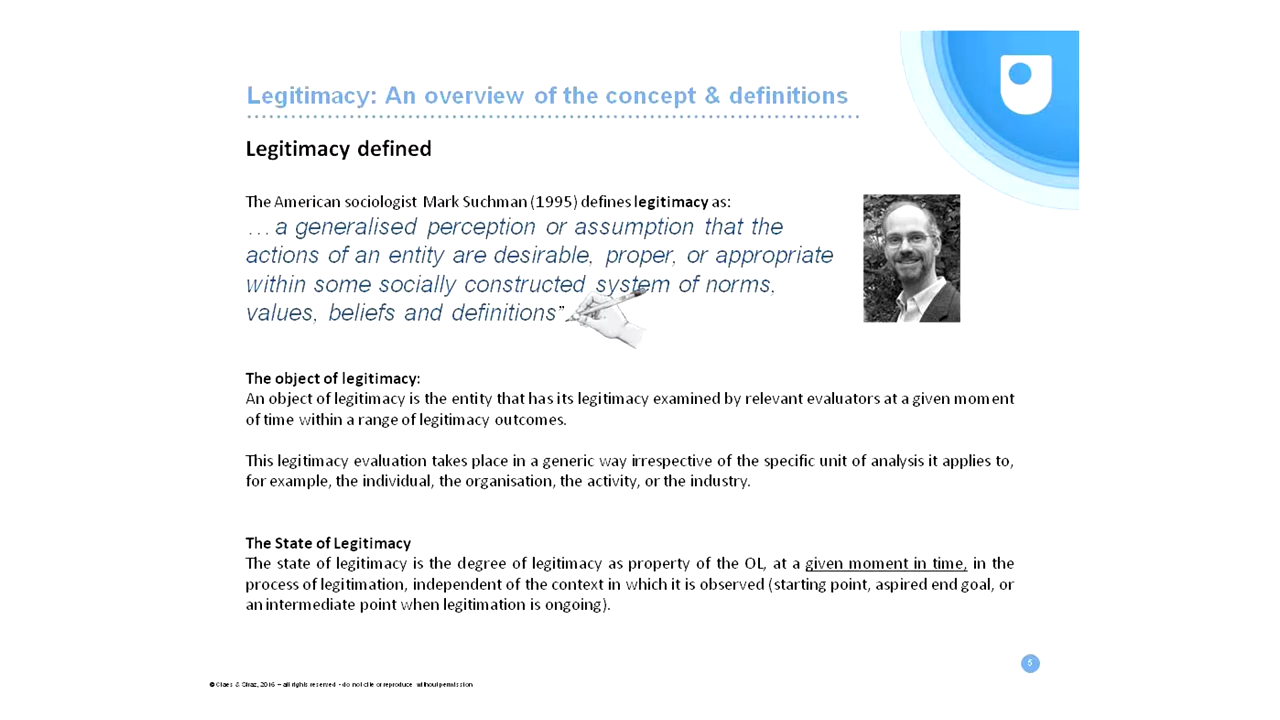 Legitimacy: An overview of the concept & definitions
Legitimacy defined
The American sociologist Mark Suchman (1995) defines legitimacy as:
…a generalised perception or assumption that the
actions of an entity are desirable, proper, or appropriate
within some socially constructed system of norms,
values, beliefs and definitions”
The object of legitimacy:
An object of legitimacy is the entity that has its legitimacy examined by relevant evaluators at a given moment
of time within a range of legitimacy outcomes.
This legitimacy evaluation takes place in a generic way irrespective of the specific unit of analysis it applies to,
for example, the individual, the organisation, the activity, or the industry.
The State of Legitimacy
The state of legitimacy is the degree of legitimacy as property of the OL, at a given moment in time, in the
process of legitimation, independent of the context in which it is observed (starting point, aspired end goal, or
an intermediate point when legitimation is ongoing).
5
© Claes & Siraz, 2016 – all rights reserved - do not cite or reproduce without permission